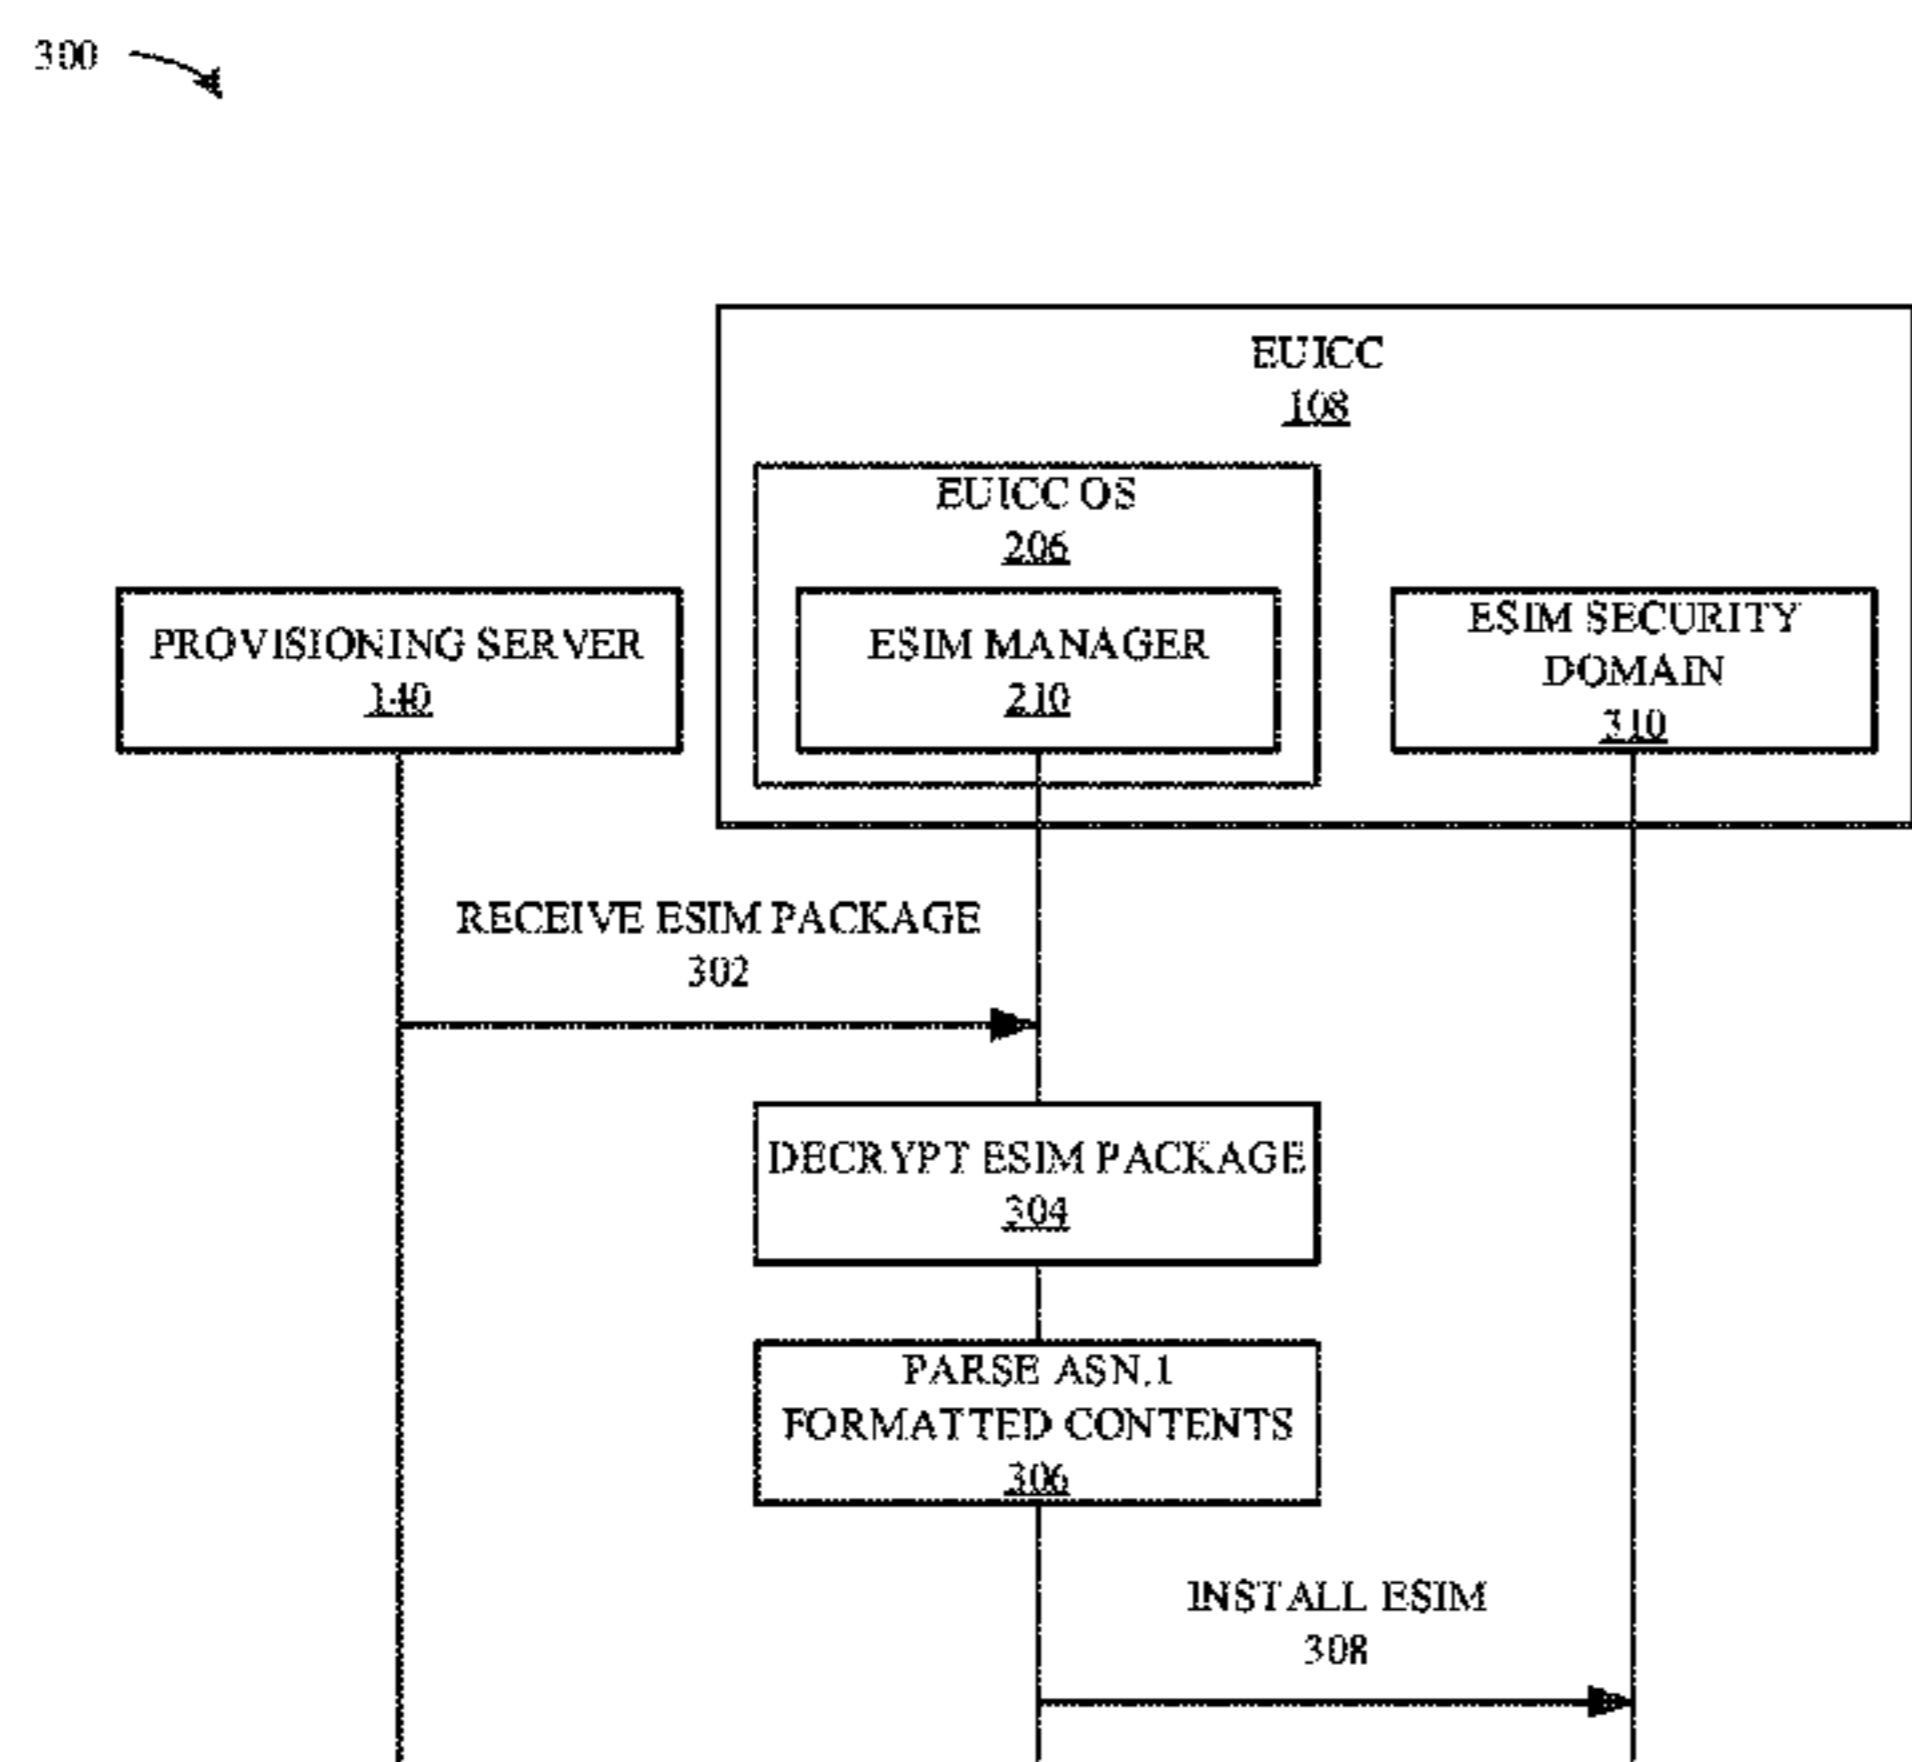 300
EUICC
108
EUICC OS
206
PROVISIONING SERVER
140
ESIM MANAGER
210
ESIM SECURITY
DOMAIN
310
RECEIVE ESIM PACKAGE
302
DECRYPT ESIM PACKAGE
304
PARSE ASN.1
FORMATTED CONTENTS
306
INSTALL ESIM
308